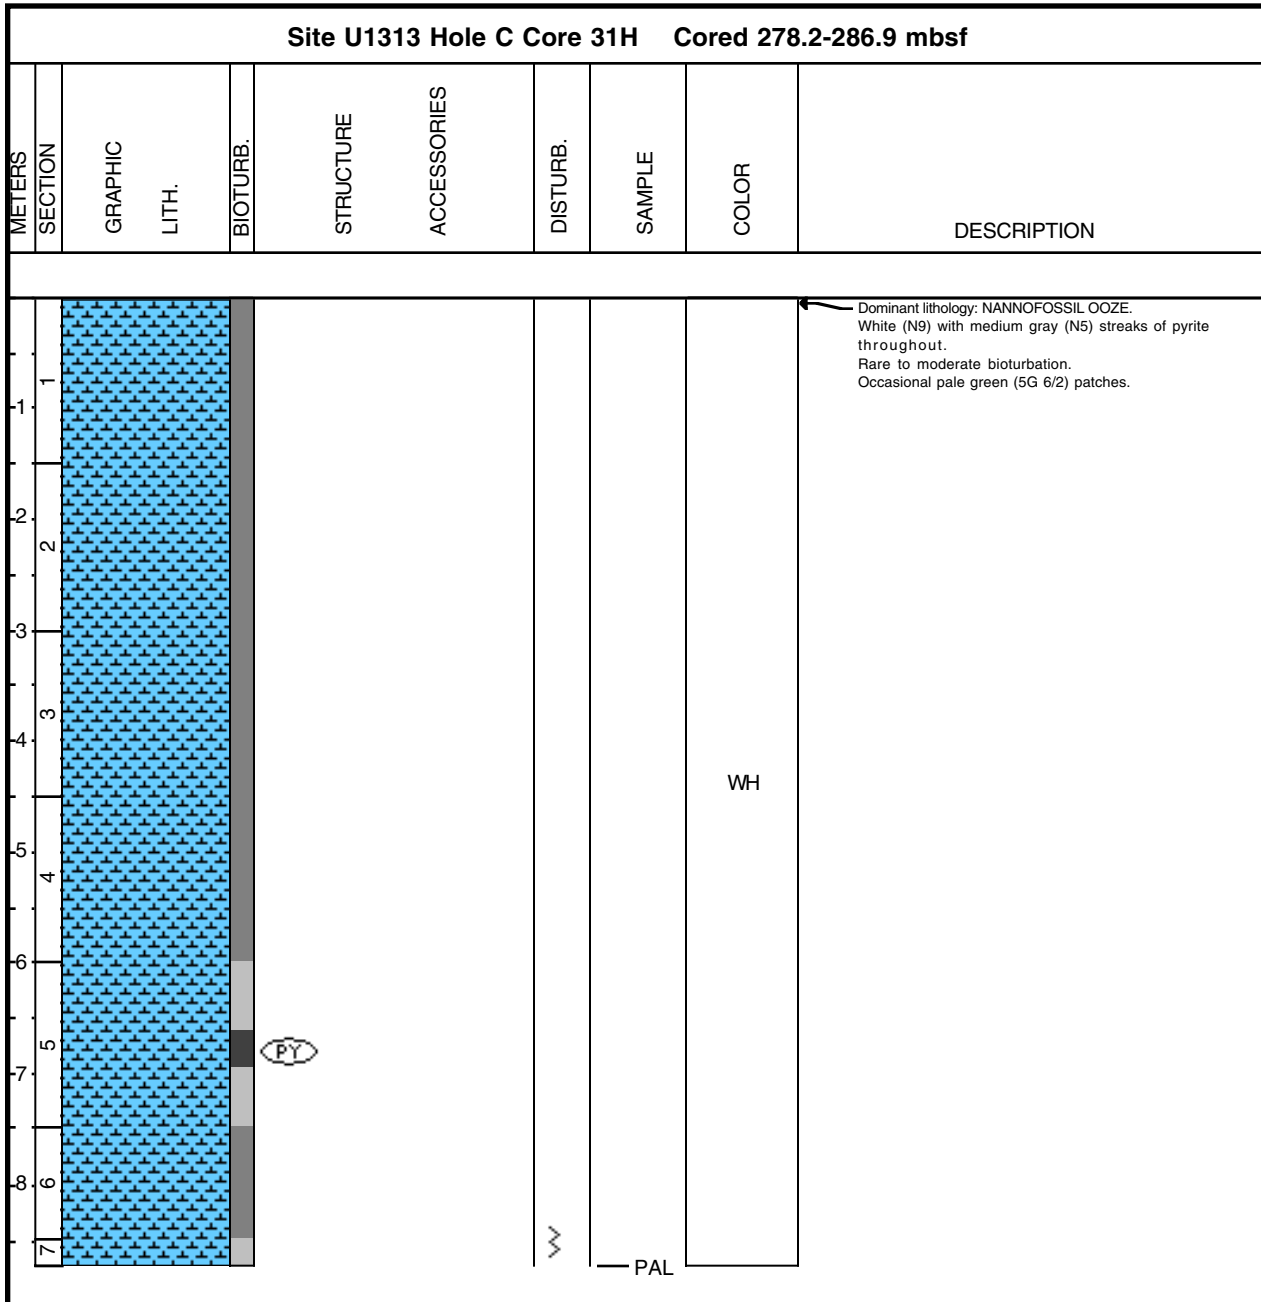 Site U1313 Hole C Core 31H Cored 278.2-286.9 mbsf
METERS
SECTION
GRAPHIC
LITH.
BIOTURB.
STRUCTURE
ACCESSORIES
DISTURB.
SAMPLE
COLOR
DESCRIPTION
Dominant lithology: NANNOFOSSIL OOZE.
White (N9) with medium gray (N5) streaks of pyrite
throughout.
Rare to moderate bioturbation.
Occasional pale green (5G 6/2) patches.
1
1
2
2
3
3
4
WH
5
4
6
5
PY
7
8
6
7
PAL